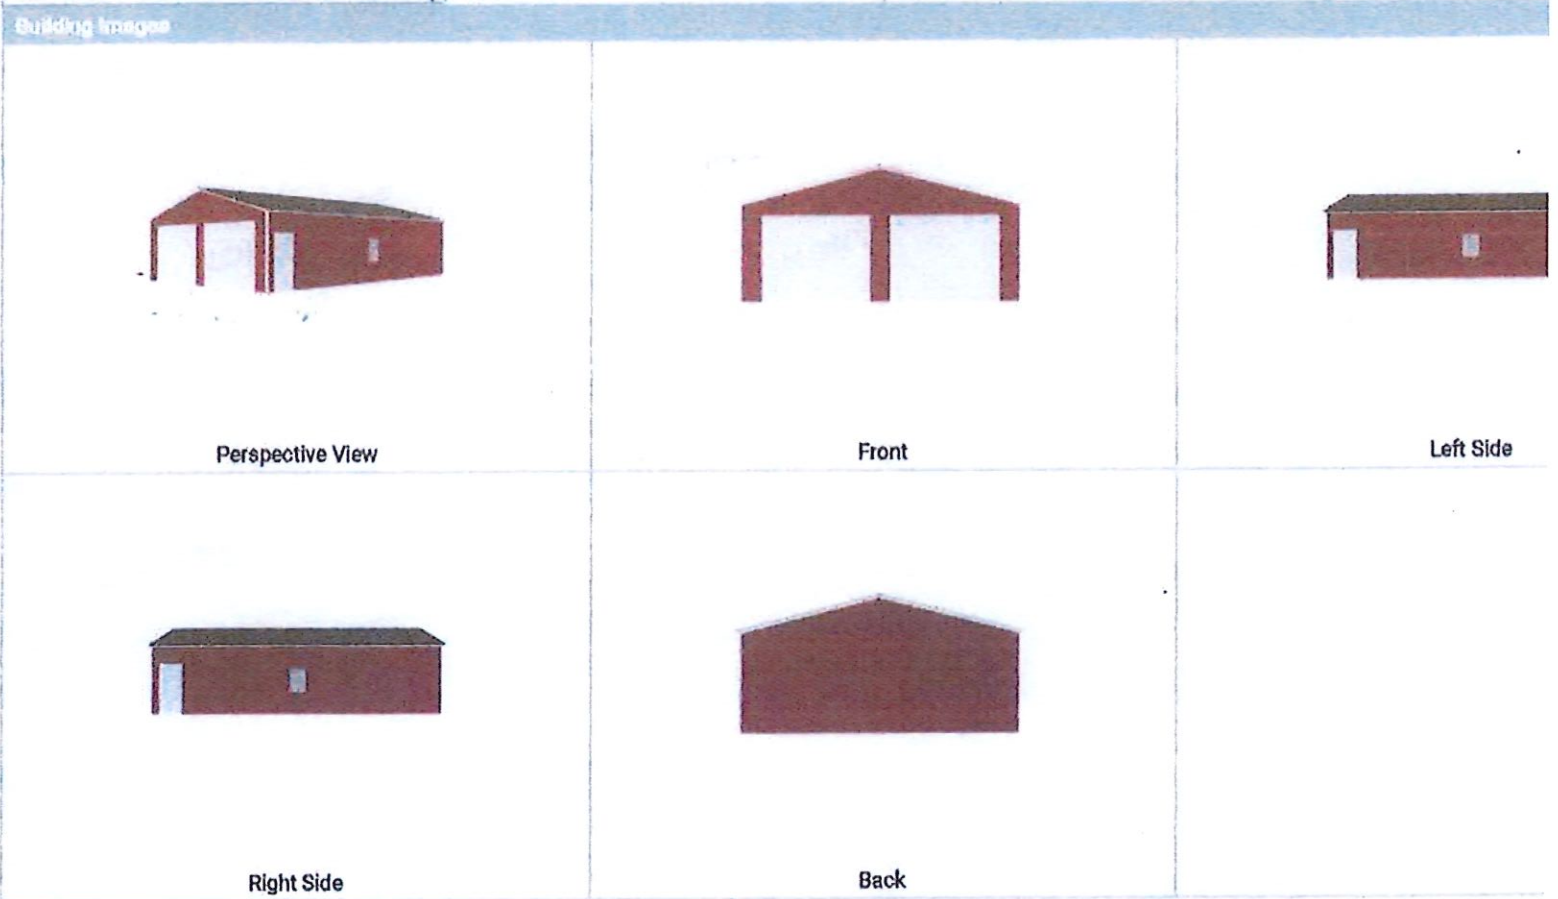 Building Images
Perspective View
Front
Left Side
Right Side
Back